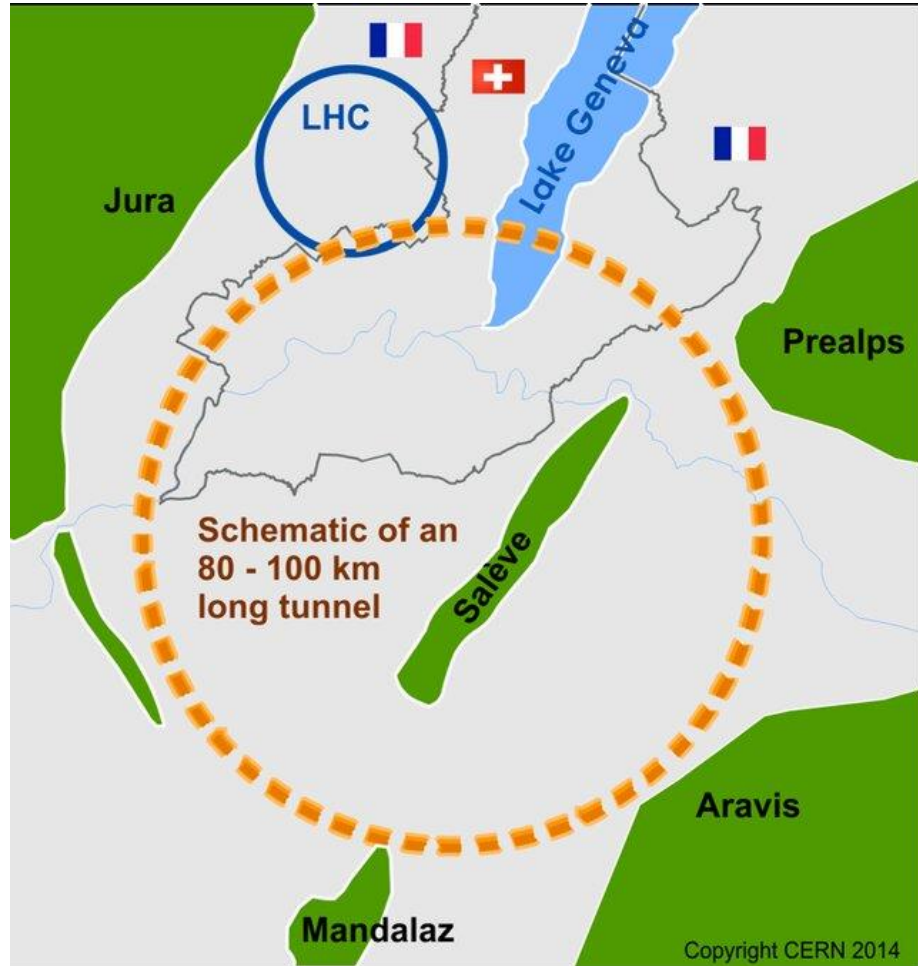 LHC
Lake Geneva
Jura
Prealps
Schematic of an
80 - 100 km
long tunnel
Salève
Aravis
Mandalaz
Copyright CERN 2014